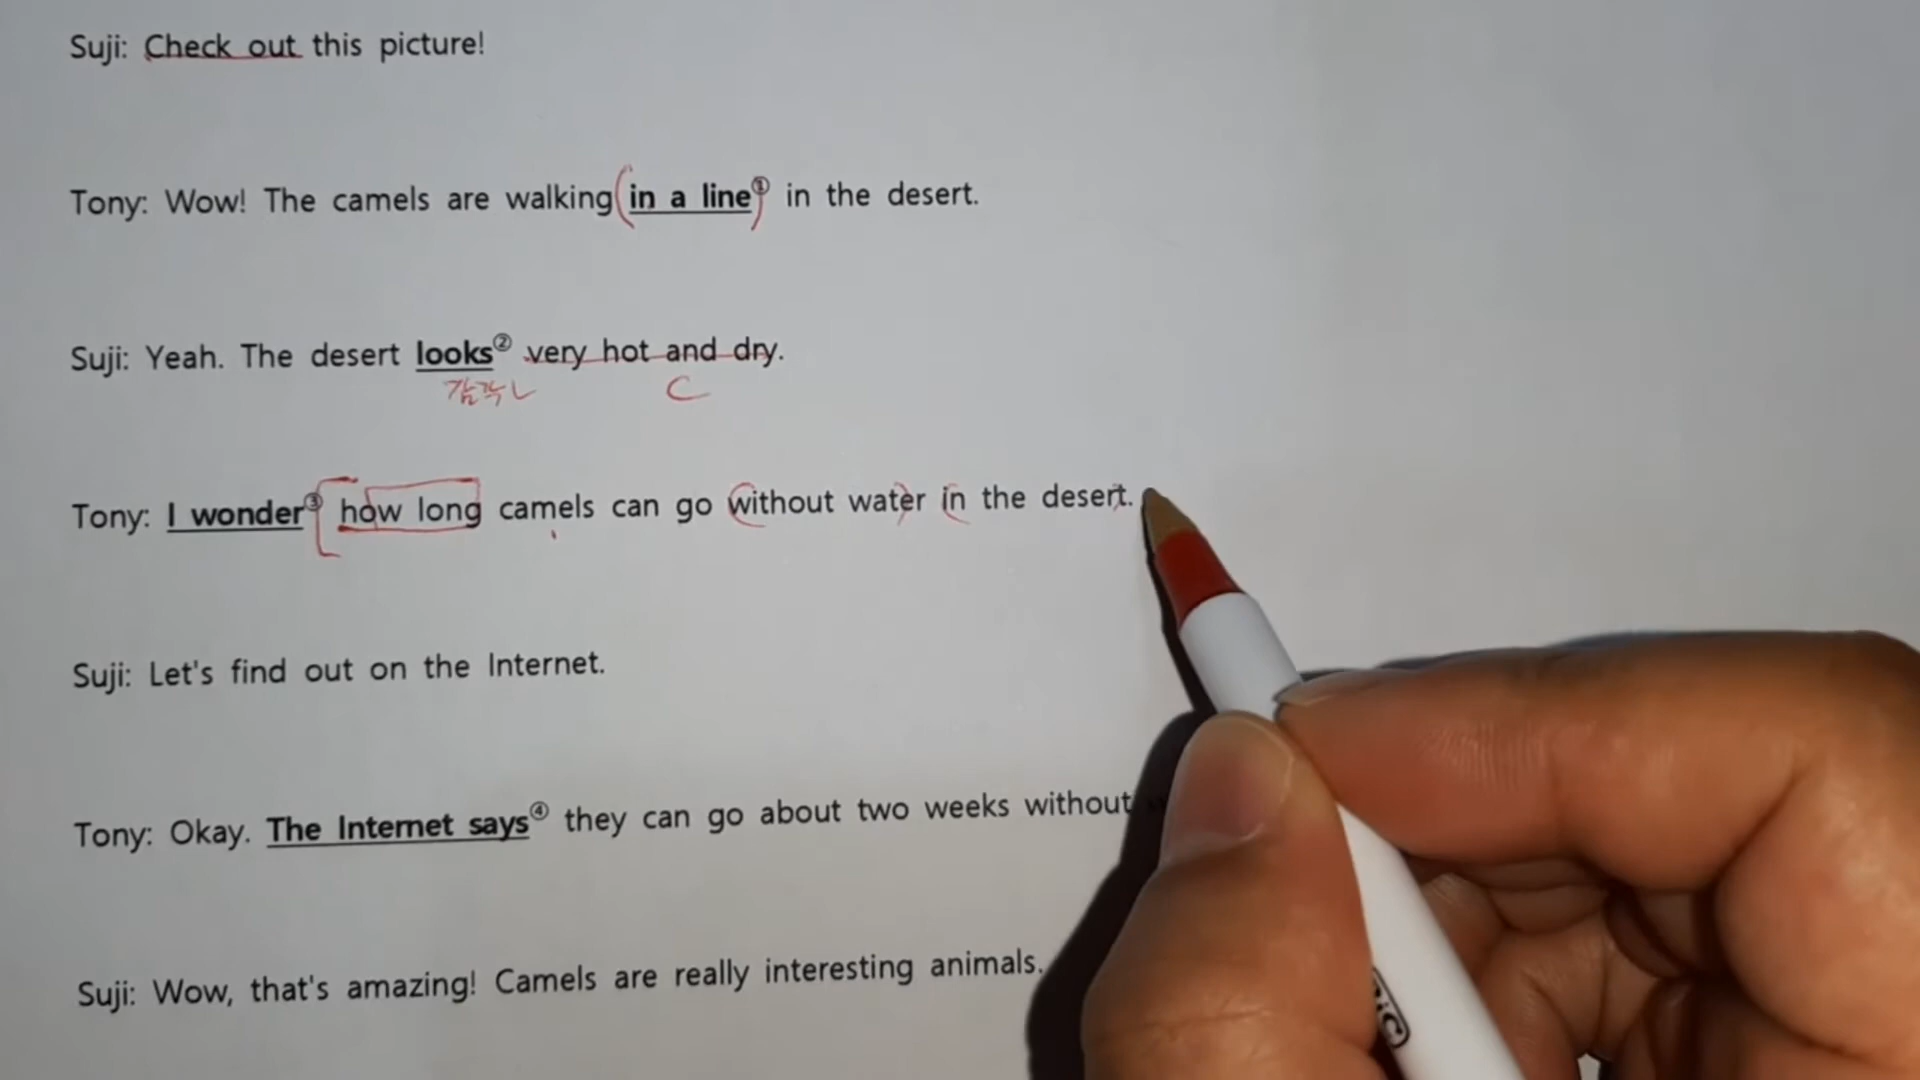 Suji: Check out this picture!
Tony: Wow! The camels are walking in a line① in the desert.
Suji: Yeah. The desert looks② very hot and dry.
감각 C
Tony: I wonder③ how long camels can go without water in the desert.
Suji: Let's find out on the Internet.
Tony: Okay. The Internet says④ they can go about two weeks without
Suji: Wow, that's amazing! Camels are really interesting animals.
BIC